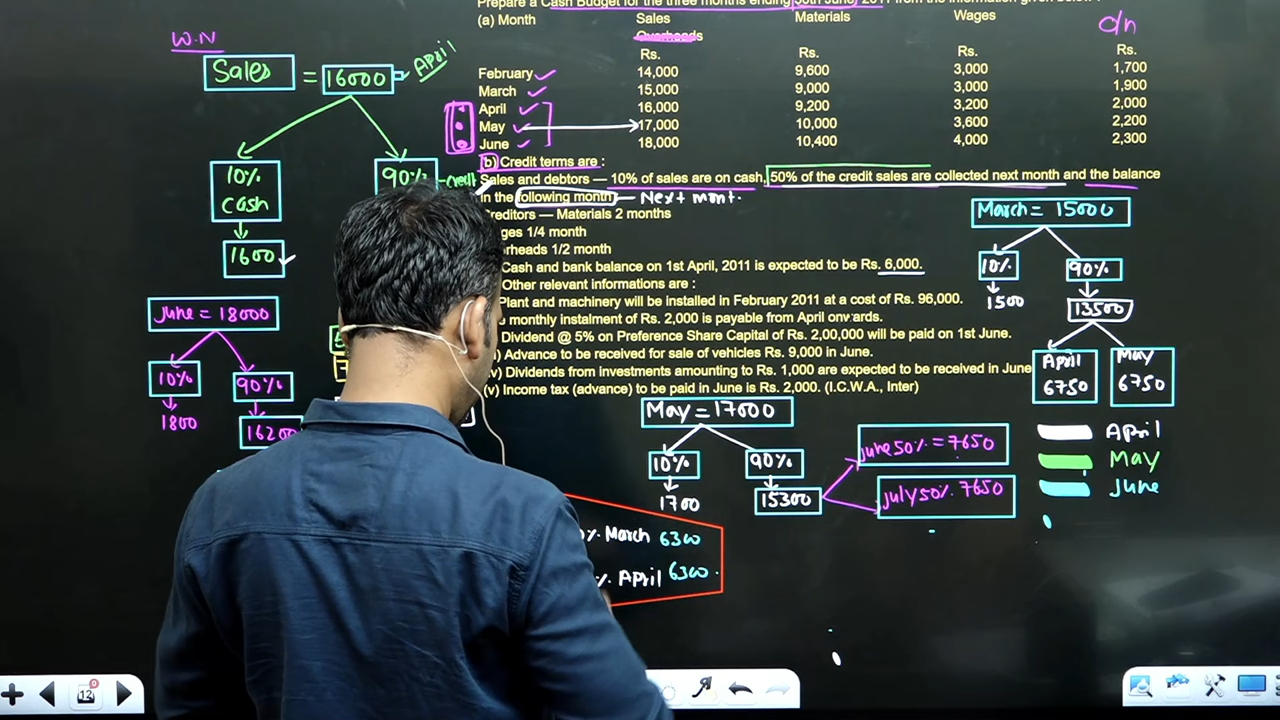 Prepare a Cash Budget for the three months ending 30th June, 2011 from the information given below :
(a) Month Sales Materials Wages
Overheads o/n
Rs. Rs. Rs. Rs.
February 14,000 9,600 3,000 1,700
March 15,000 9,000 3,000 1,900
April 16,000 9,200 3,200 2,000
May 17,000 10,000 3,600 2,200
June 18,000 10,400 4,000 2,300
b) Credit terms are :
Sales and debtors — 10% of sales are on cash, 50% of the credit sales are collected next month and the balance
in the following month — Next mont.
Creditors — Materials 2 months
ges 1/4 month
rheads 1/2 month
Cash and bank balance on 1st April, 2011 is expected to be Rs. 6,000.
Other relevant informations are :
Plant and machinery will be installed in February 2011 at a cost of Rs. 96,000.
monthly instalment of Rs. 2,000 is payable from April onwards.
Dividend @ 5% on Preference Share Capital of Rs. 2,00,000 will be paid on 1st June.
i) Advance to be received for sale of vehicles Rs. 9,000 in June.
iv) Dividends from investments amounting to Rs. 1,000 are expected to be received in June
(v) Income tax (advance) to be paid in June is Rs. 2,000. (I.C.W.A., Inter)
W.N
Sales = 16000 April
10% cash
90% credit
1600
June = 18000
10% 90%
1800 16200
March = 15000
10% 90%
1500 13500
April 6750
May 6750
May = 17000
10% 90%
1700 15300
June 50% = 7650
July 50% 7650
April
May
June
% March 6300
% April 6300
12